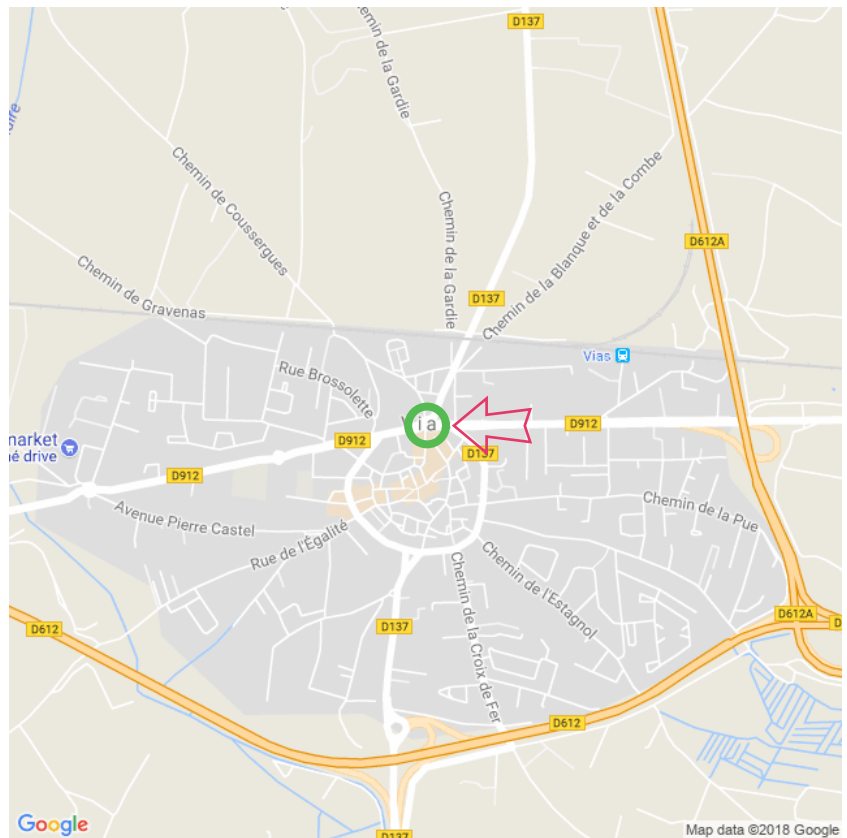 D137
Chemin de la Gardie
Chemin de Coussergues
Chemin de la Gardie
Chemin de la Blanque et de la Combe
D612A
Chemin de Gravenas
D137
Vias
Rue Brossolette
i a
D912
D912
market
né drive
D137
D912
Chemin de la Pue
Avenue Pierre Castel
Rue de l'Égalité
Chemin de l'Estagnol
Chemin de la Croix de Fer
D612
D137
D612A
D612
Google
D137
Map data ©2018 Google